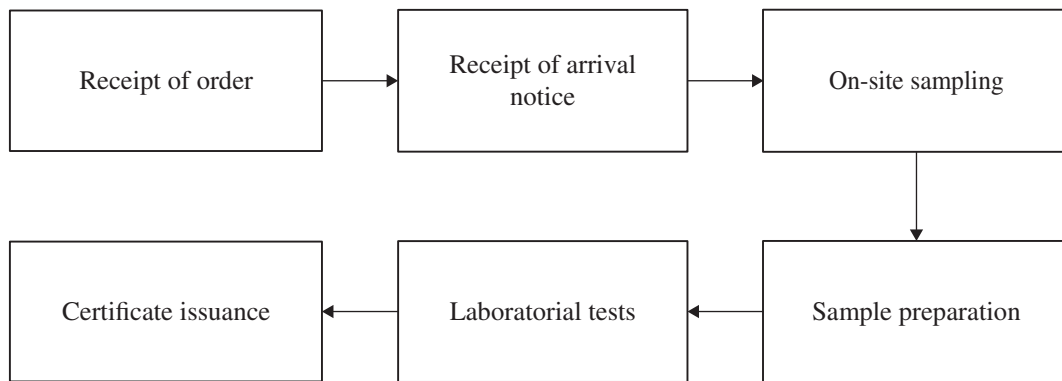 Receipt of order
Receipt of arrival
notice
On-site sampling
Sample preparation
Laboratorial tests
Certificate issuance